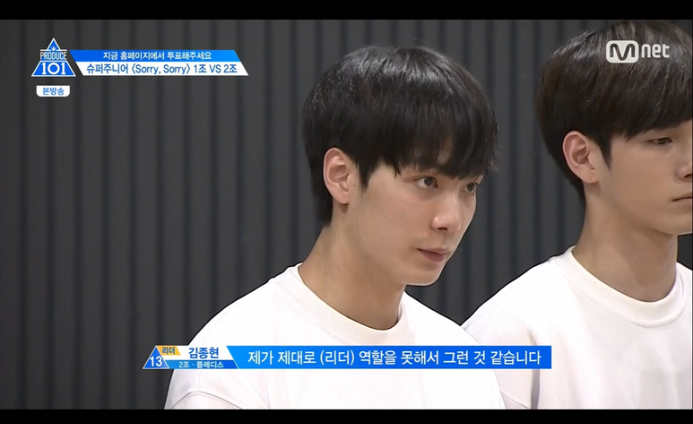 지금 홈페이지에서 투표해주세요
PRODUCE
101
슈퍼주니어 <Sorry, Sorry> 1조 VS 2조
본방송
Mnet
리더
13
김종현
2조 - 플레디스
제가 제대로 (리더) 역할을 못해서 그런 것 같습니다